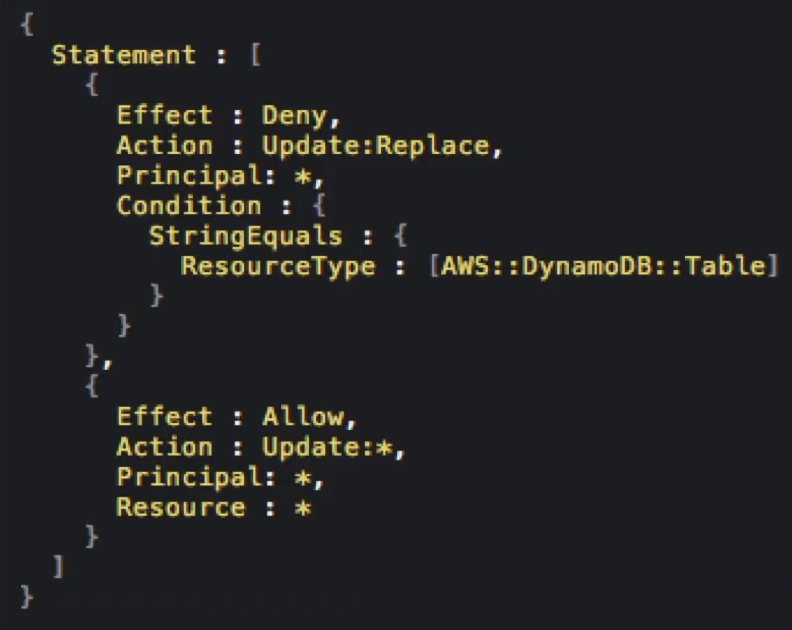 {
  Statement : [
    {
      Effect : Deny,
      Action : Update:Replace,
      Principal: *,
      Condition : {
        StringEquals : {
          ResourceType : [AWS::DynamoDB::Table]
        }
      }
    },
    {
      Effect : Allow,
      Action : Update:*,
      Principal: *,
      Resource : *
    }
  ]
}